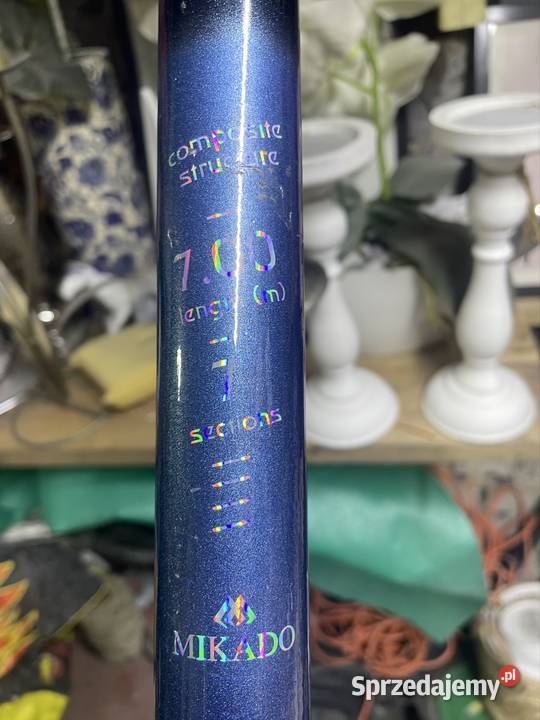 composite
structure
7.00
length (m)
7
sections
MIKADO
Sprzedajemy.pl